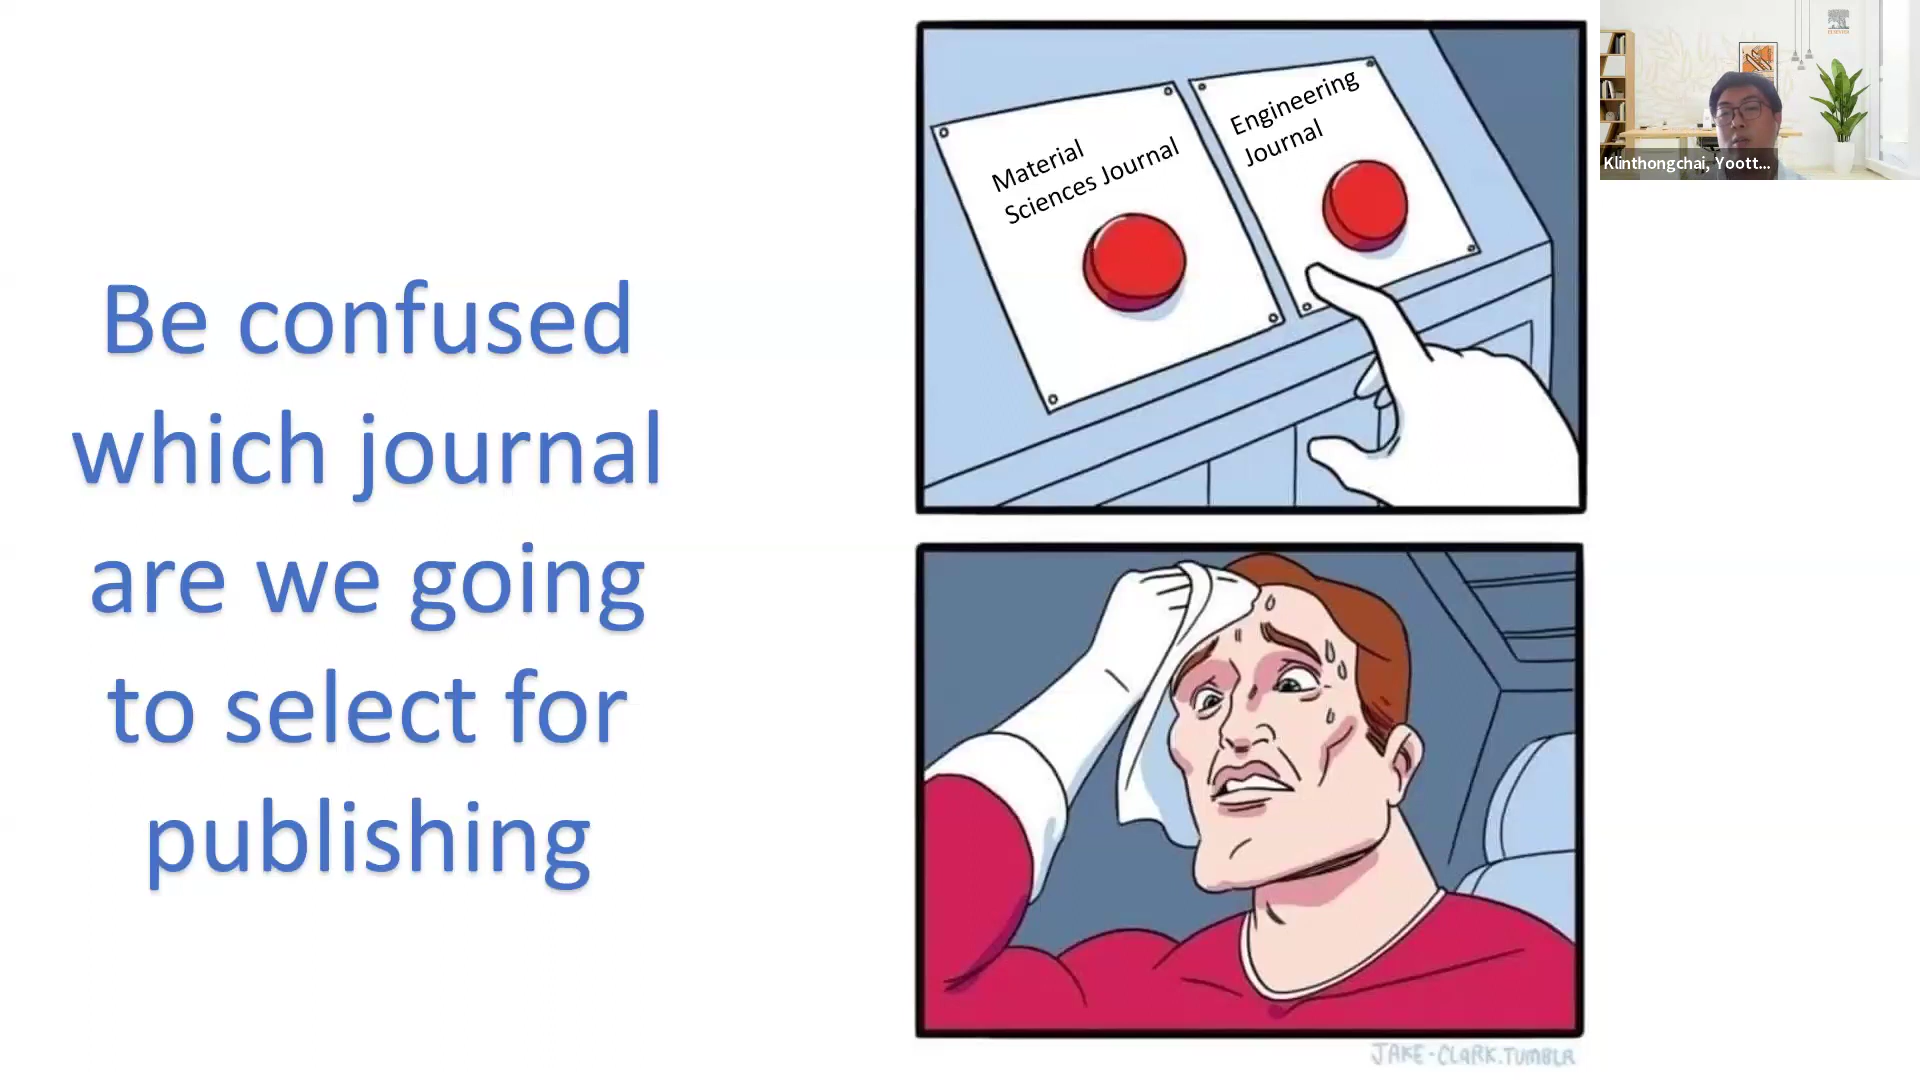 Be confused
which journal
are we going
to select for
publishing
Material
Sciences Journal
Engineering
Journal
JAKE-CLARK.TUMBLR
Klinthongchai, Yoott...
ELSEVIER